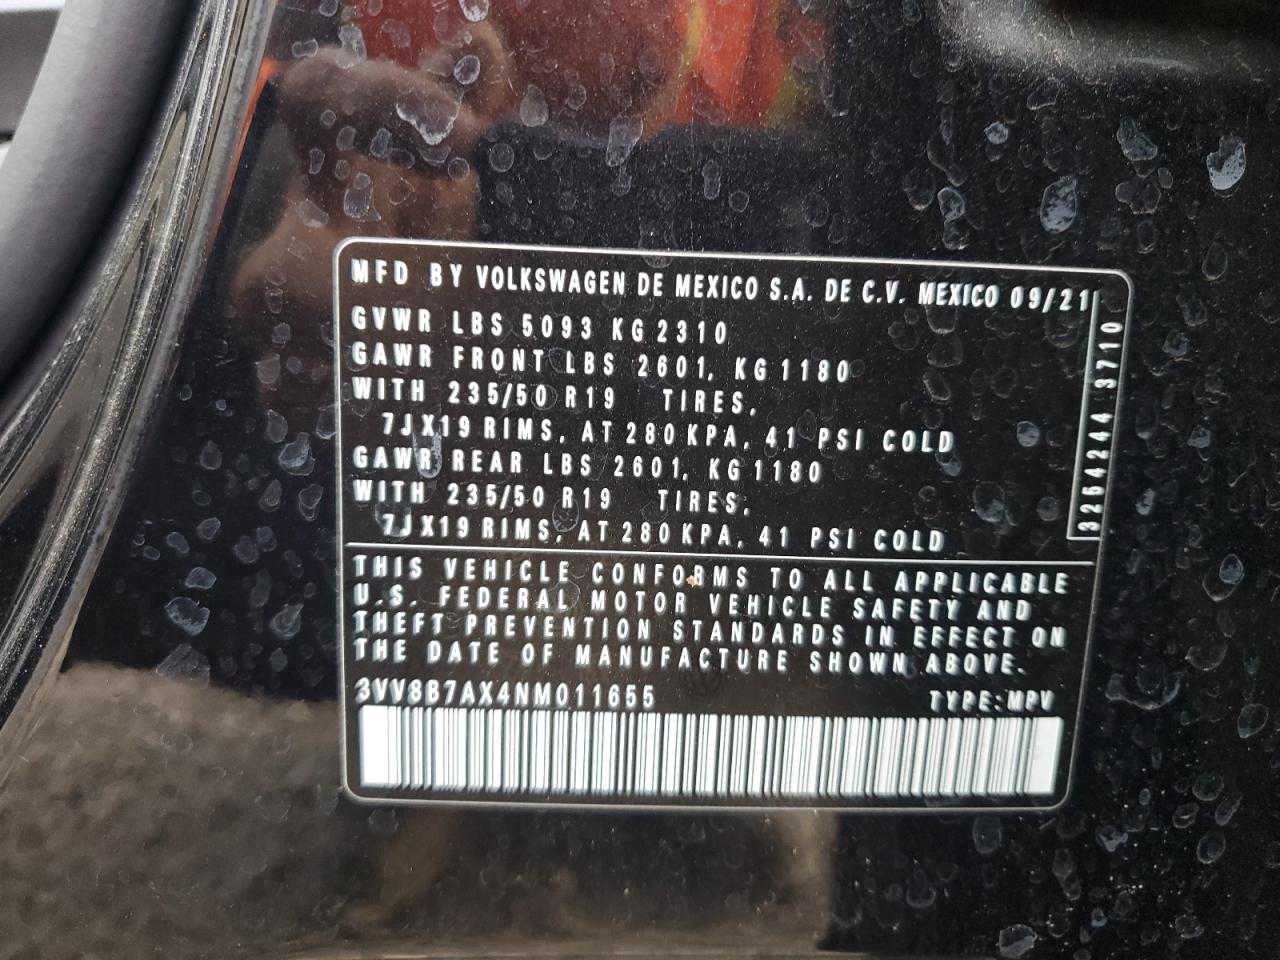 MFD BY VOLKSWAGEN DE MEXICO S.A. DE C.V. MEXICO 09/21
GVWR LBS 5093 KG 2310
GAWR FRONT LBS 2601, KG 1180
WITH 235/50 R19 TIRES,
7JX19 RIMS, AT 280 KPA, 41 PSI COLD
GAWR REAR LBS 2601, KG 1180
WITH 235/50 R19 TIRES,
7JX19 RIMS, AT 280 KPA, 41 PSI COLD
3264244 3710
THIS VEHICLE CONFORMS TO ALL APPLICABLE
U.S. FEDERAL MOTOR VEHICLE SAFETY AND
THEFT PREVENTION STANDARDS IN EFFECT ON
THE DATE OF MANUFACTURE SHOWN ABOVE.
3VV8B7AX4NM011655 TYPE: MPV